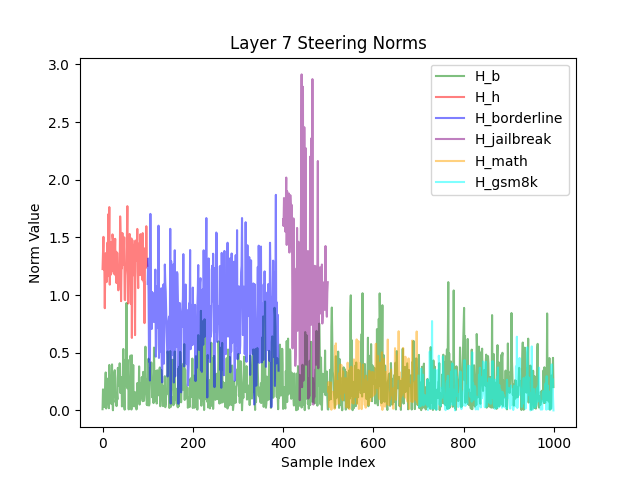 Layer 7 Steering Norms
3.0
2.5
2.0
1.5
1.0
0.5
0.0
Norm Value
H_b
H_h
H_borderline
H_jailbreak
H_math
H_gsm8k
0 200 400 600 800 1000
Sample Index